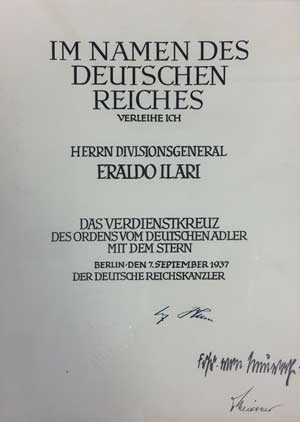 IM NAMEN DES
DEUTSCHEN
REICHES
VERLEIHE ICH
HERRN DIVISIONSGENERAL
ERALDO ILARI
DAS VERDIENSTKREUZ
DES ORDENS VOM DEUTSCHEN ADLER
MIT DEM STERN
BERLIN·DEN 7. SEPTEMBER 1937
DER DEUTSCHE REICHSKANZLER